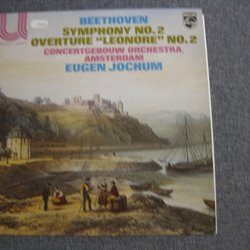 BEETHOVEN
SYMPHONY NO. 2
OVERTURE "LEONORE" NO. 2
CONCERTGEBOUW ORCHESTRA
AMSTERDAM
EUGEN JOCHUM